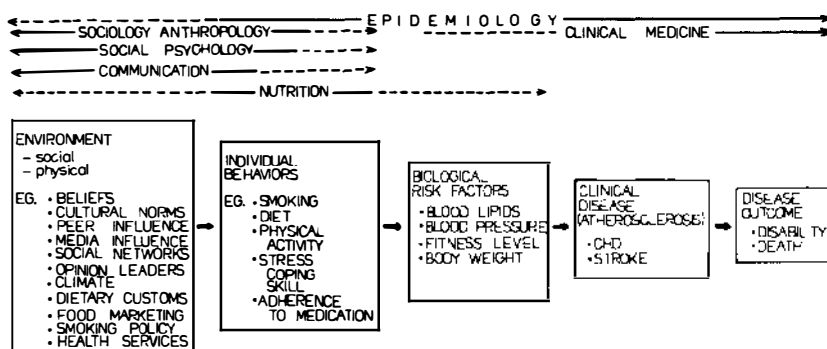 EPIDEMIOLOGY
SOCIOLOGY ANTHROPOLOGY
CLINICAL MEDICINE
SOCIAL PSYCHOLOGY
COMMUNICATION
NUTRITION
ENVIRONMENT
- social
- physical
EG. • BELIEFS
• CULTURAL NORMS
• PEER INFLUENCE
• MEDIA INFLUENCE
• SOCIAL NETWORKS
• OPINION LEADERS
• CLIMATE
• DIETARY CUSTOMS
• FOOD MARKETING
• SMOKING POLICY
• HEALTH SERVICES
INDIVIDUAL
BEHAVIORS
EG. • SMOKING
• DIET
• PHYSICAL
ACTIVITY
• STRESS
COPING
SKILL
• ADHERENCE
TO MEDICATION
BIOLOGICAL
RISK FACTORS
• BLOOD LIPIDS
• BLOOD PRESSURE
• FITNESS LEVEL
• BODY WEIGHT
CLINICAL
DISEASE
(ATHEROSCLEROSIS)
• CHD
• STROKE
DISEASE
OUTCOME
• DISABILITY
• DEATH